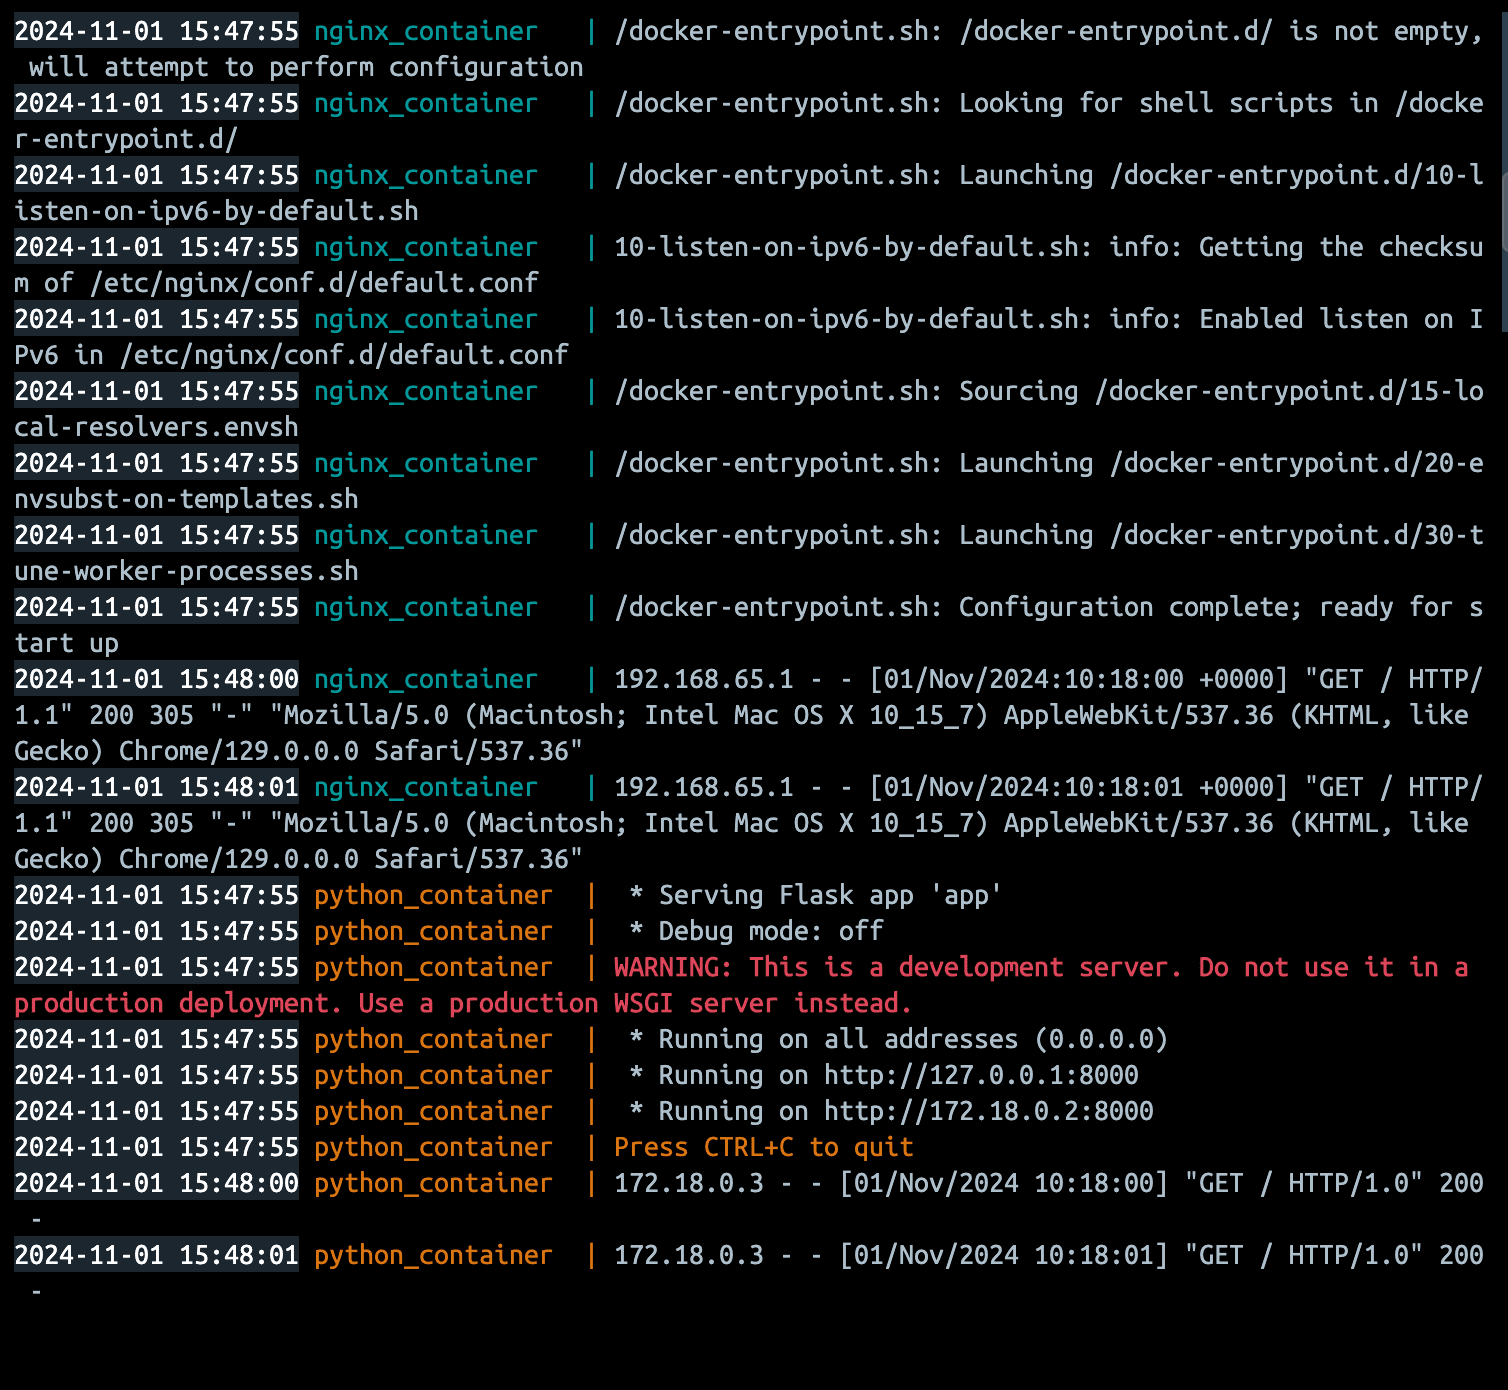 2024-11-01 15:47:55 nginx_container   | /docker-entrypoint.sh: /docker-entrypoint.d/ is not empty,
 will attempt to perform configuration
2024-11-01 15:47:55 nginx_container   | /docker-entrypoint.sh: Looking for shell scripts in /docke
r-entrypoint.d/
2024-11-01 15:47:55 nginx_container   | /docker-entrypoint.sh: Launching /docker-entrypoint.d/10-l
isten-on-ipv6-by-default.sh
2024-11-01 15:47:55 nginx_container   | 10-listen-on-ipv6-by-default.sh: info: Getting the checksu
m of /etc/nginx/conf.d/default.conf
2024-11-01 15:47:55 nginx_container   | 10-listen-on-ipv6-by-default.sh: info: Enabled listen on I
Pv6 in /etc/nginx/conf.d/default.conf
2024-11-01 15:47:55 nginx_container   | /docker-entrypoint.sh: Sourcing /docker-entrypoint.d/15-lo
cal-resolvers.envsh
2024-11-01 15:47:55 nginx_container   | /docker-entrypoint.sh: Launching /docker-entrypoint.d/20-e
nvsubst-on-templates.sh
2024-11-01 15:47:55 nginx_container   | /docker-entrypoint.sh: Launching /docker-entrypoint.d/30-t
une-worker-processes.sh
2024-11-01 15:47:55 nginx_container   | /docker-entrypoint.sh: Configuration complete; ready for s
tart up
2024-11-01 15:48:00 nginx_container   | 192.168.65.1 - - [01/Nov/2024:10:18:00 +0000] "GET / HTTP/
1.1" 200 305 "-" "Mozilla/5.0 (Macintosh; Intel Mac OS X 10_15_7) AppleWebKit/537.36 (KHTML, like
Gecko) Chrome/129.0.0.0 Safari/537.36"
2024-11-01 15:48:01 nginx_container   | 192.168.65.1 - - [01/Nov/2024:10:18:01 +0000] "GET / HTTP/
1.1" 200 305 "-" "Mozilla/5.0 (Macintosh; Intel Mac OS X 10_15_7) AppleWebKit/537.36 (KHTML, like
Gecko) Chrome/129.0.0.0 Safari/537.36"
2024-11-01 15:47:55 python_container  |  * Serving Flask app 'app'
2024-11-01 15:47:55 python_container  |  * Debug mode: off
2024-11-01 15:47:55 python_container  | WARNING: This is a development server. Do not use it in a
production deployment. Use a production WSGI server instead.
2024-11-01 15:47:55 python_container  |  * Running on all addresses (0.0.0.0)
2024-11-01 15:47:55 python_container  |  * Running on http://127.0.0.1:8000
2024-11-01 15:47:55 python_container  |  * Running on http://172.18.0.2:8000
2024-11-01 15:47:55 python_container  | Press CTRL+C to quit
2024-11-01 15:48:00 python_container  | 172.18.0.3 - - [01/Nov/2024 10:18:00] "GET / HTTP/1.0" 200
 -
2024-11-01 15:48:01 python_container  | 172.18.0.3 - - [01/Nov/2024 10:18:01] "GET / HTTP/1.0" 200
 -